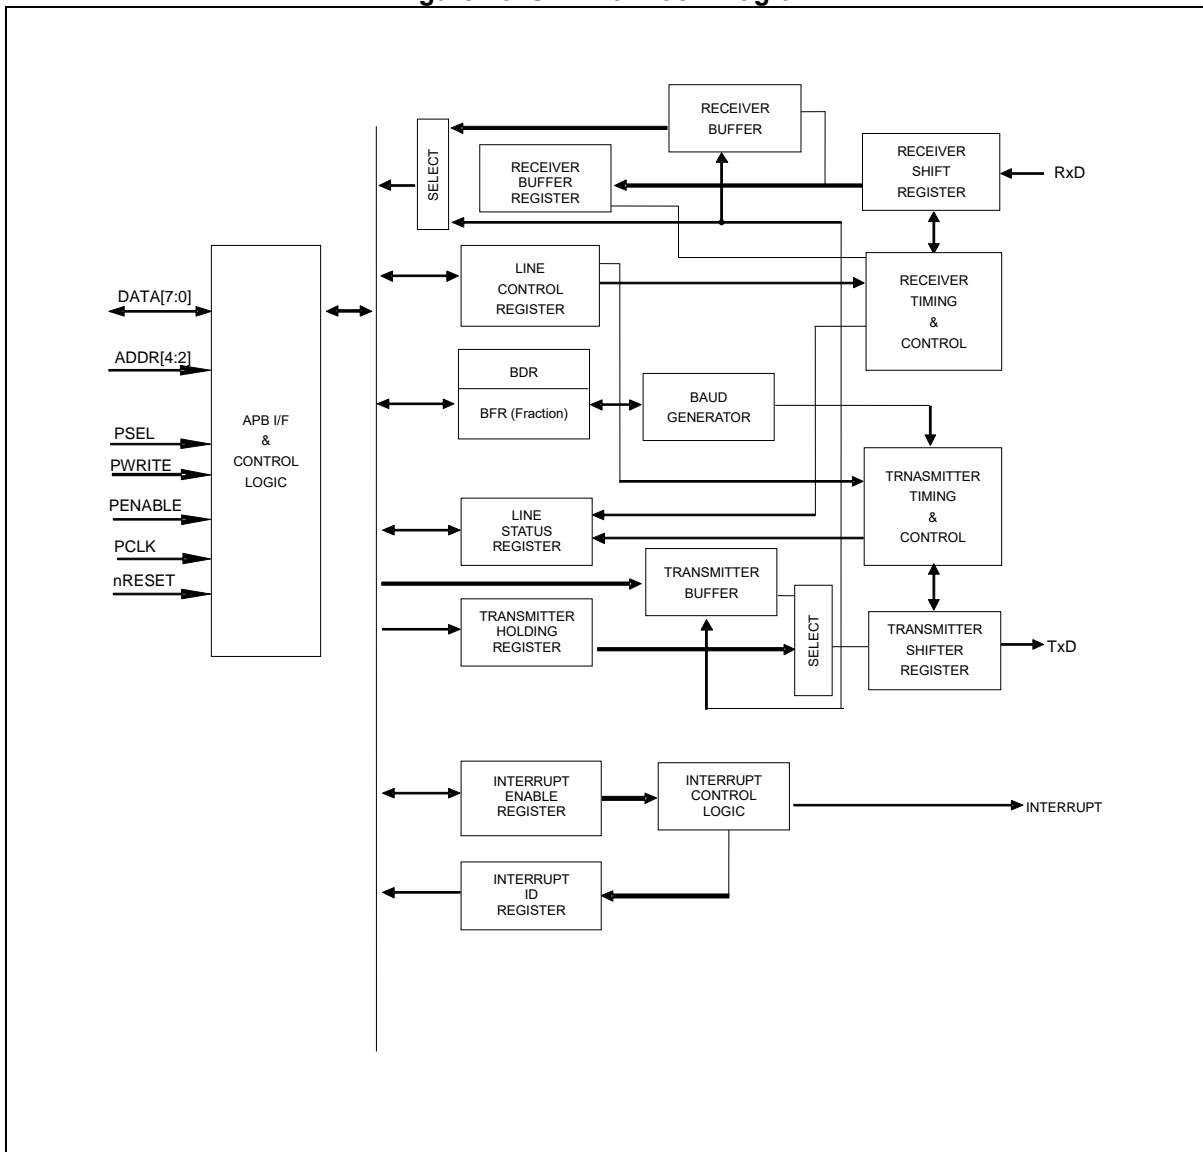 RECEIVER
BUFFER
SELECT
RECEIVER
BUFFER
REGISTER
RECEIVER
SHIFT
REGISTER
RxD
LINE
CONTROL
REGISTER
RECEIVER
TIMING
&
CONTROL
DATA[7:0]
ADDR[4:2]
PSEL
PWRITE
PENABLE
PCLK
nRESET
APB I/F
&
CONTROL
LOGIC
BDR
BFR (Fraction)
BAUD
GENERATOR
TRNASMITTER
TIMING
&
CONTROL
LINE
STATUS
REGISTER
TRANSMITTER
BUFFER
TRANSMITTER
HOLDING
REGISTER
SELECT
TRANSMITTER
SHIFTER
REGISTER
TxD
INTERRUPT
ENABLE
REGISTER
INTERRUPT
CONTROL
LOGIC
INTERRUPT
INTERRUPT
ID
REGISTER